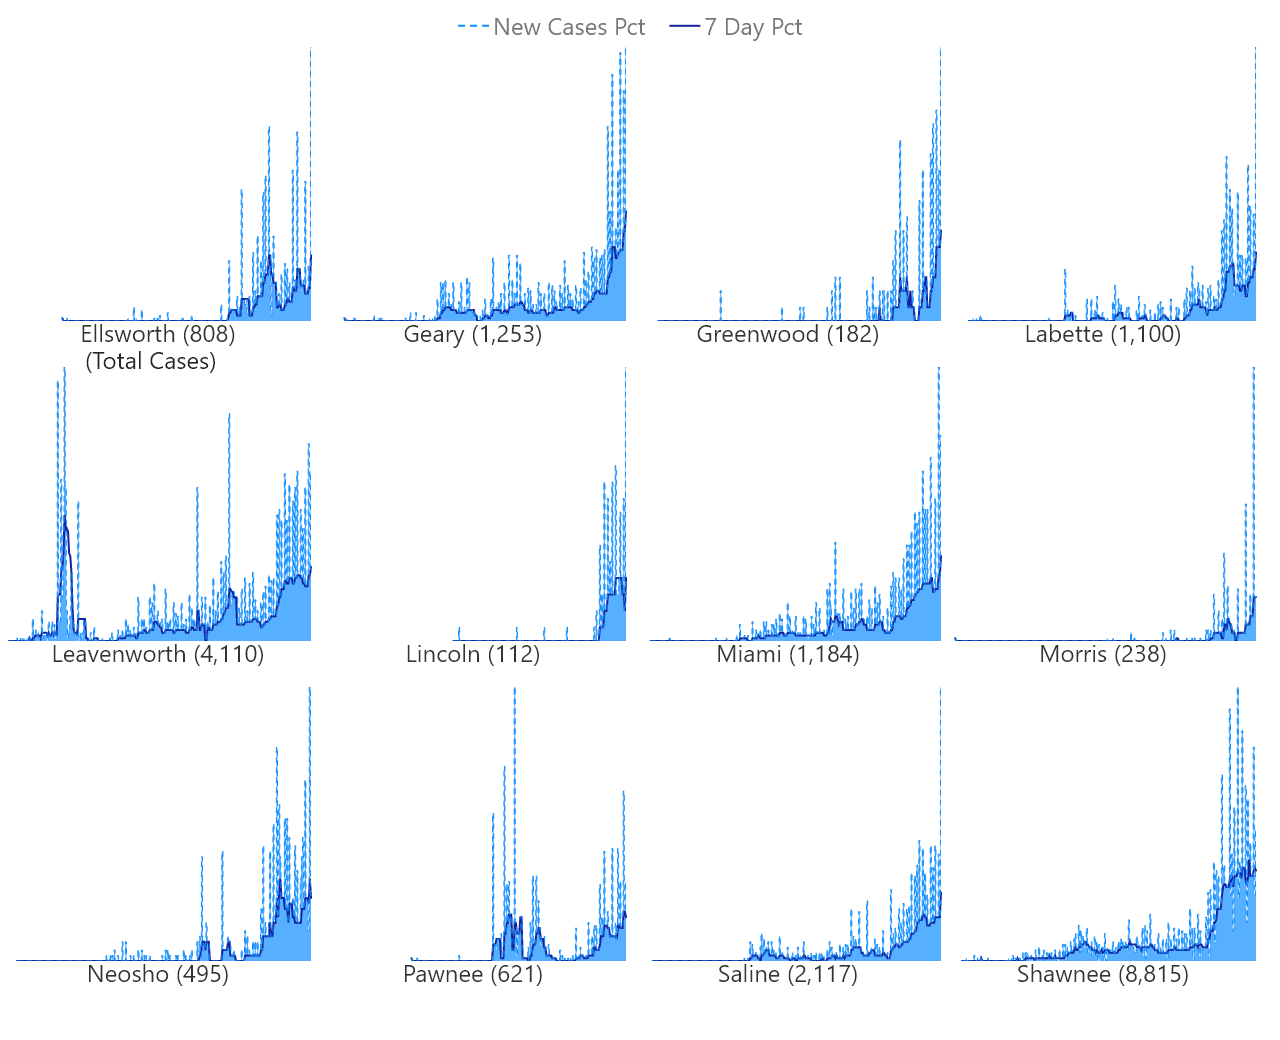 New Cases Pct 7 Day Pct
Ellsworth (808) Geary (1,253) Greenwood (182) Labette (1,100)
(Total Cases)
Leavenworth (4,110) Lincoln (112) Miami (1,184) Morris (238)
Neosho (495) Pawnee (621) Saline (2,117) Shawnee (8,815)